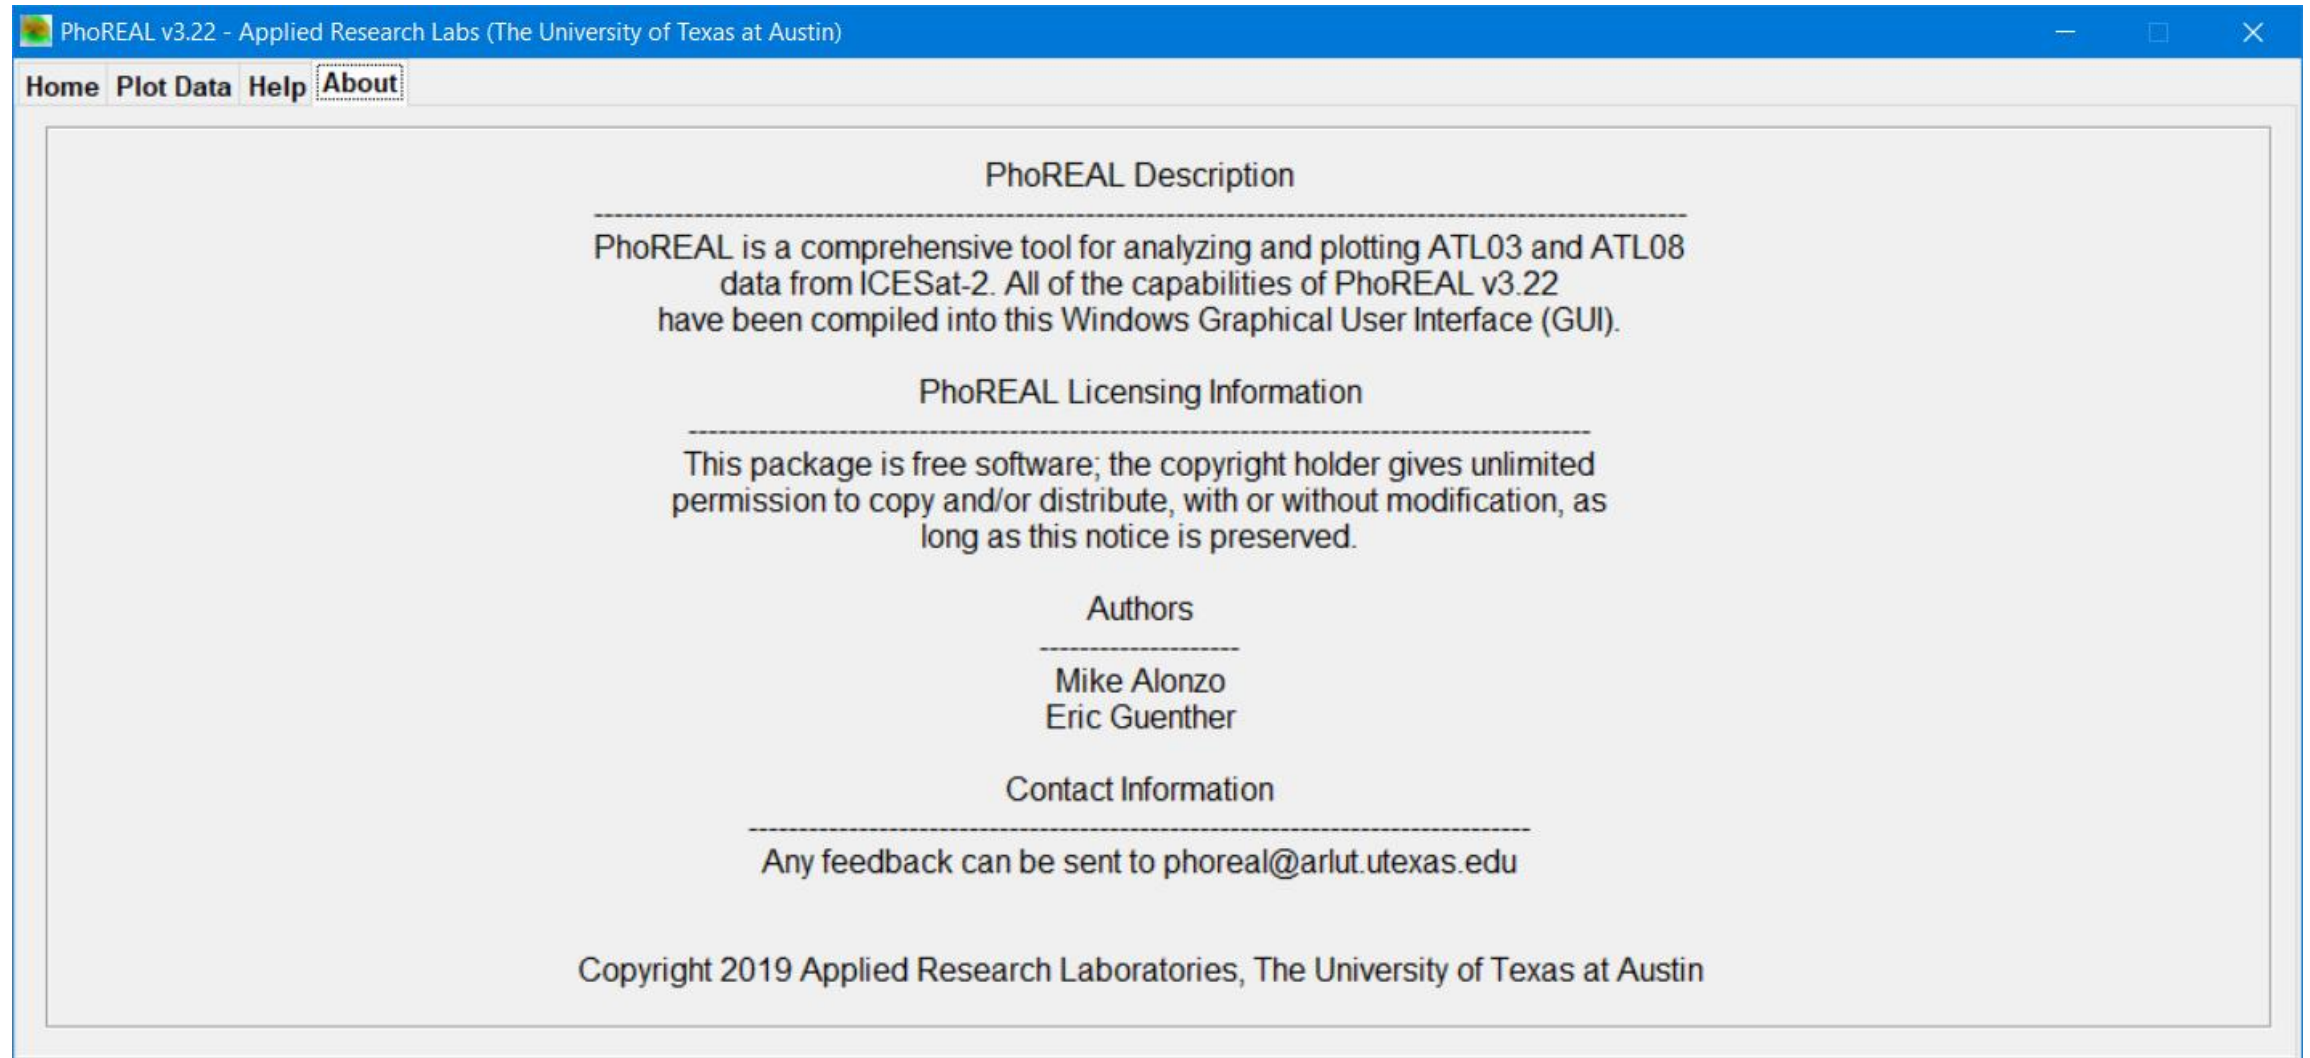 PhoREAL v3.22 - Applied Research Labs (The University of Texas at Austin)
Home Plot Data Help About
PhoREAL Description
-------------------------------------------------------------------------------------------------------------
PhoREAL is a comprehensive tool for analyzing and plotting ATL03 and ATL08
data from ICESat-2. All of the capabilities of PhoREAL v3.22
have been compiled into this Windows Graphical User Interface (GUI).
PhoREAL Licensing Information
------------------------------------------------------------------------------------------
This package is free software; the copyright holder gives unlimited
permission to copy and/or distribute, with or without modification, as
long as this notice is preserved.
Authors
--------------------
Mike Alonzo
Eric Guenther
Contact Information
------------------------------------------------------------------------------
Any feedback can be sent to phoreal@arlut.utexas.edu
Copyright 2019 Applied Research Laboratories, The University of Texas at Austin